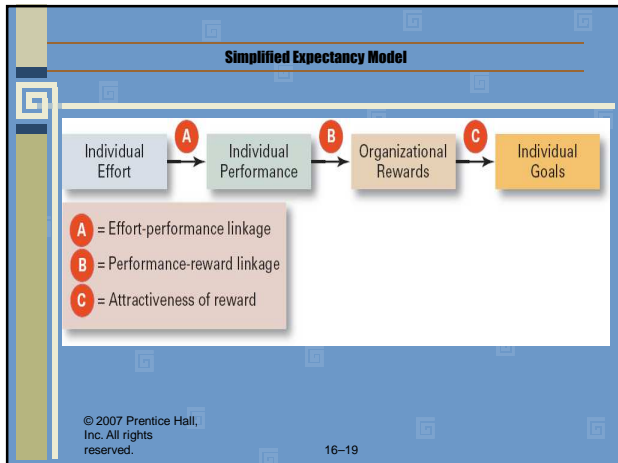 Simplified Expectancy Model
A B C
Individual Individual Organizational Individual
Effort Performance Rewards Goals
A = Effort-performance linkage
B = Performance-reward linkage
C = Attractiveness of reward
© 2007 Prentice Hall,
Inc. All rights
reserved. 16–19